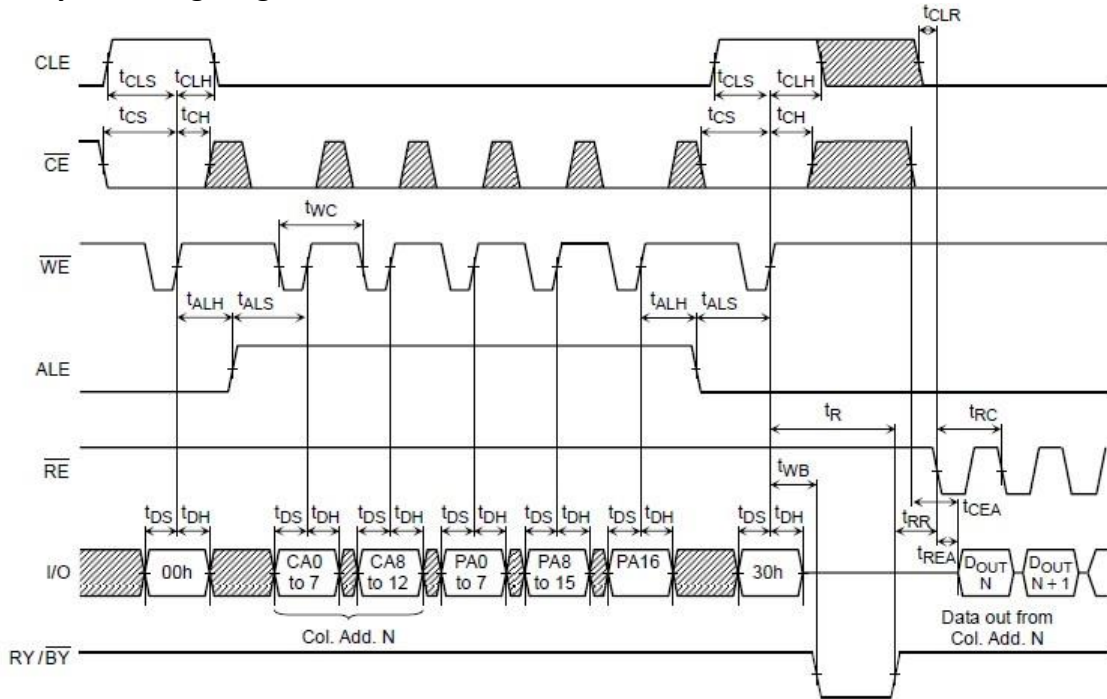 tCLR
CLE
tCLS tCLH tCLS tCLH
tCS tCH tCS tCH
CE
tWC
WE
tALH tALS tALH tALS
ALE
tR tRC
RE
tWB
tDS tDH tDS tDH tDS tDH tDS tDH tDS tDH tDS tDH tDS tDH tRR tCEA
tREA
I/O 00h CA0 to 7 CA8 to 12 PA0 to 7 PA8 to 15 PA16 30h DOUT N DOUT N + 1
Col. Add. N
Data out from
Col. Add. N
RY/BY